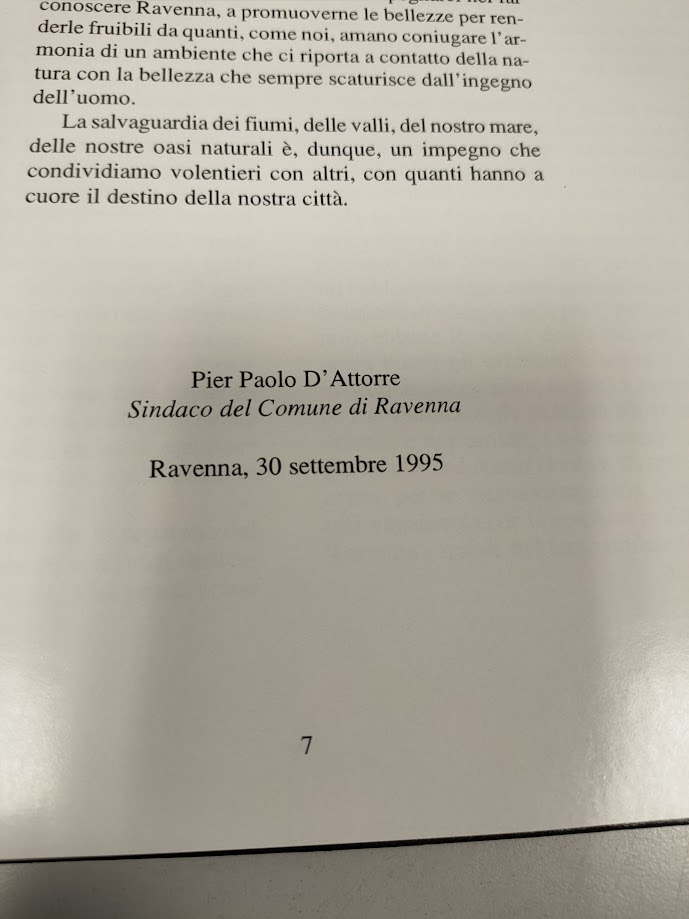 conoscere Ravenna, a promuoverne le bellezze per ren-
derle fruibili da quanti, come noi, amano coniugare l'ar-
monia di un ambiente che ci riporta a contatto della na-
tura con la bellezza che sempre scaturisce dall'ingegno
dell'uomo.
La salvaguardia dei fiumi, delle valli, del nostro mare,
delle nostre oasi naturali è, dunque, un impegno che
condividiamo volentieri con altri, con quanti hanno a
cuore il destino della nostra città.
Pier Paolo D'Attorre
Sindaco del Comune di Ravenna
Ravenna, 30 settembre 1995
7